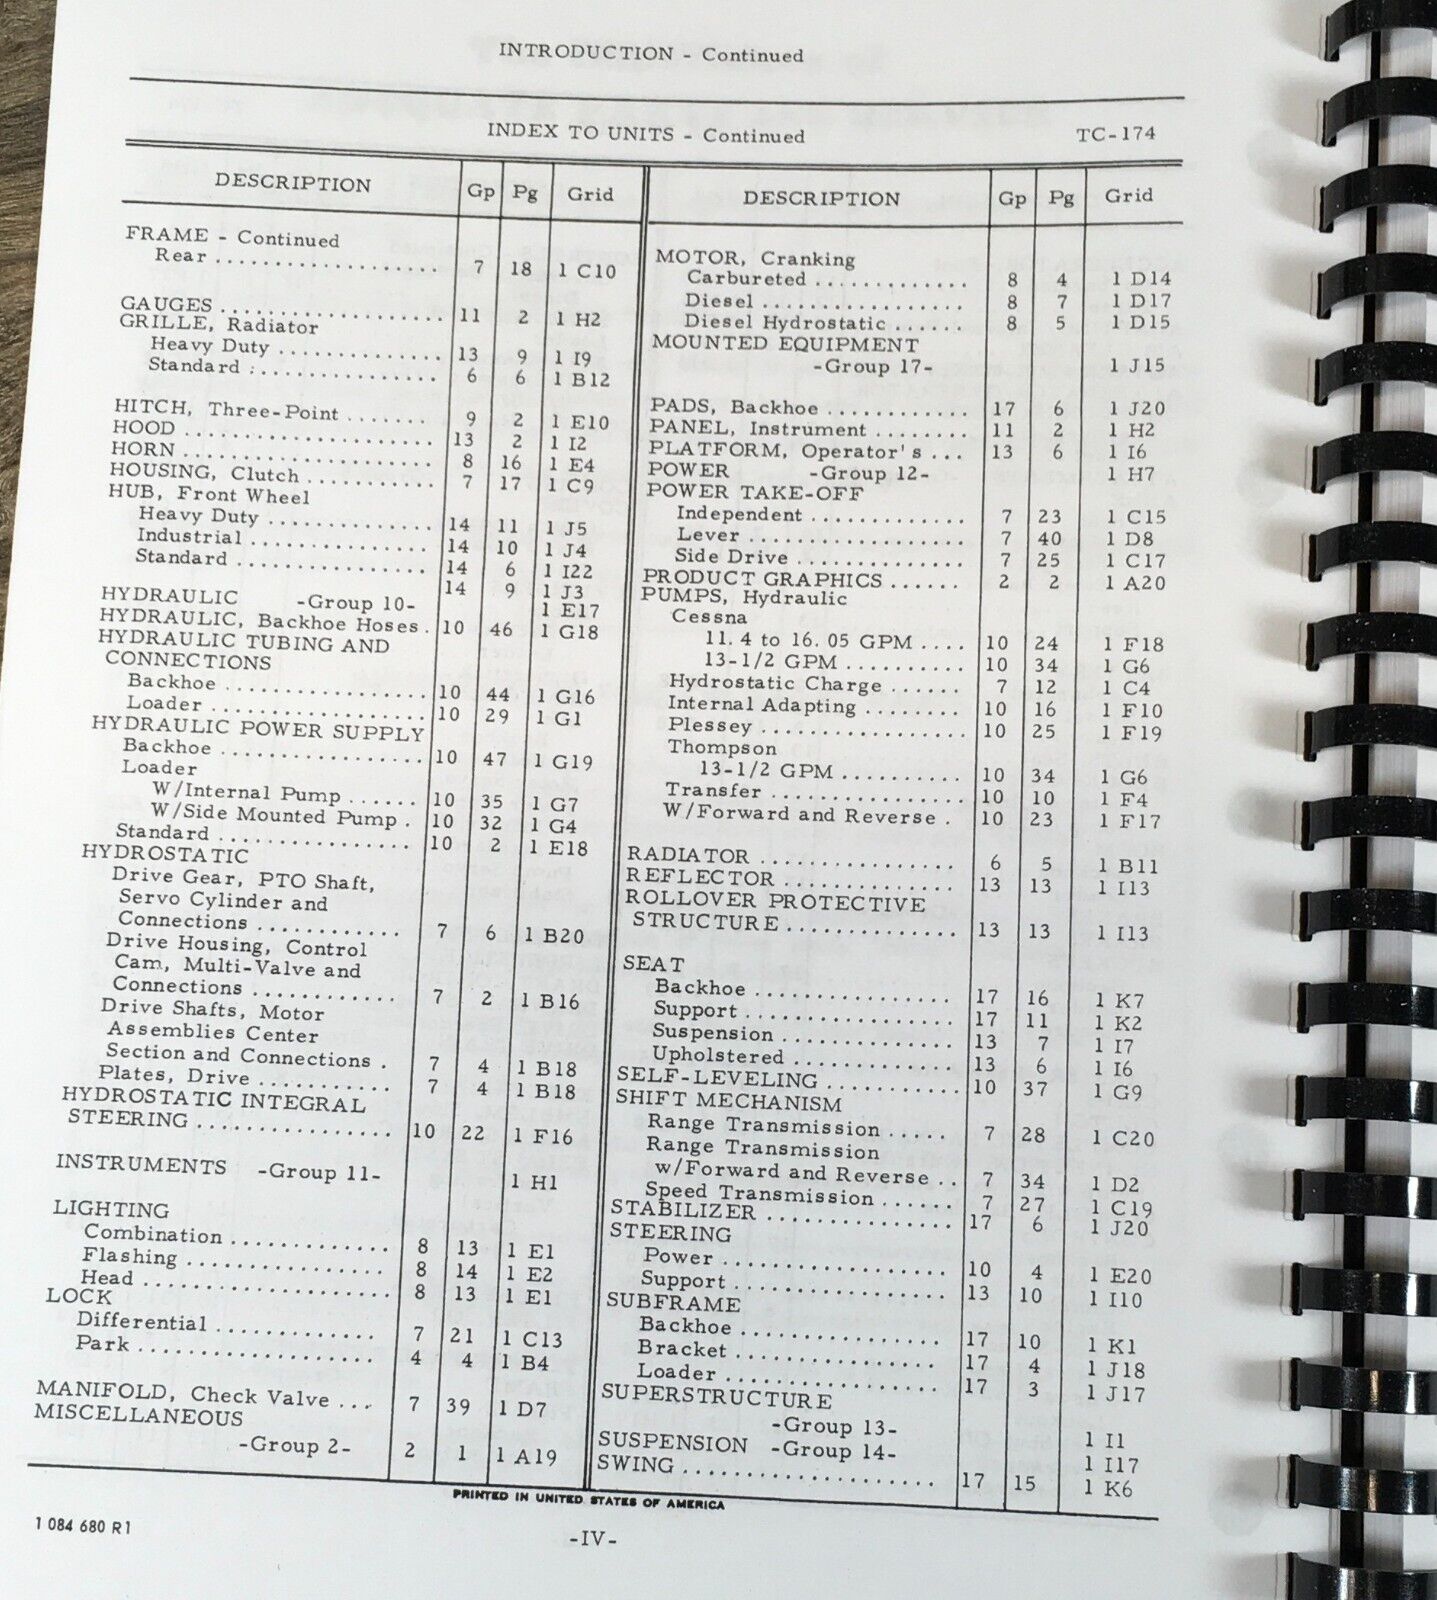 INTRODUCTION - Continued
INDEX TO UNITS - Continued TC-174
DESCRIPTION Gp Pg Grid
FRAME - Continued
Rear 7 18 1 C10
GAUGES 11 2 1 H2
GRILLE, Radiator
Heavy Duty 13 9 1 I9
Standard 6 6 1 B12
HITCH, Three-Point 9 2 1 E10
HOOD 13 2 1 I2
HORN 8 16 1 E4
HOUSING, Clutch 7 17 1 C9
HUB, Front Wheel
Heavy Duty 14 11 1 J5
Industrial 14 10 1 J4
Standard 14 6 1 I22
14 9 1 J3
HYDRAULIC -Group 10- 1 E17
HYDRAULIC, Backhoe Hoses 10 46 1 G18
HYDRAULIC TUBING AND
CONNECTIONS
Backhoe 10 44 1 G16
Loader 10 29 1 G1
HYDRAULIC POWER SUPPLY
Backhoe 10 47 1 G19
Loader
W/Internal Pump 10 35 1 G7
W/Side Mounted Pump 10 32 1 G4
Standard 10 2 1 E18
HYDROSTATIC
Drive Gear, PTO Shaft,
Servo Cylinder and
Connections 7 6 1 B20
Drive Housing, Control
Cam, Multi-Valve and
Connections 7 2 1 B16
Drive Shafts, Motor
Assemblies Center
Section and Connections 7 4 1 B18
Plates, Drive 7 4 1 B18
HYDROSTATIC INTEGRAL
STEERING 10 22 1 F16
INSTRUMENTS -Group 11- 1 H1
LIGHTING
Combination 8 13 1 E1
Flashing 8 14 1 E2
Head 8 13 1 E1
LOCK
Differential 7 21 1 C13
Park 4 4 1 B4
MANIFOLD, Check Valve 7 39 1 D7
MISCELLANEOUS
-Group 2- 2 1 1 A19
DESCRIPTION Gp Pg Grid
MOTOR, Cranking
Carbureted 8 4 1 D14
Diesel 8 7 1 D17
Diesel Hydrostatic 8 5 1 D15
MOUNTED EQUIPMENT
-Group 17- 1 J15
PADS, Backhoe 17 6 1 J20
PANEL, Instrument 11 2 1 H2
PLATFORM, Operator's 13 6 1 I6
POWER -Group 12- 1 H7
POWER TAKE-OFF
Independent 7 23 1 C15
Lever 7 40 1 D8
Side Drive 7 25 1 C17
PRODUCT GRAPHICS 2 2 1 A20
PUMPS, Hydraulic
Cessna
11.4 to 16.05 GPM 10 24 1 F18
13-1/2 GPM 10 34 1 G6
Hydrostatic Charge 7 12 1 C4
Internal Adapting 10 16 1 F10
Plessey 10 25 1 F19
Thompson
13-1/2 GPM 10 34 1 G6
Transfer 10 10 1 F4
W/Forward and Reverse 10 23 1 F17
RADIATOR 6 5 1 B11
REFLECTOR 13 13 1 I13
ROLLOVER PROTECTIVE
STRUCTURE 13 13 1 I13
SEAT
Backhoe 17 16 1 K7
Support 17 11 1 K2
Suspension 13 7 1 I7
Upholstered 13 6 1 I6
SELF-LEVELING 10 37 1 G9
SHIFT MECHANISM
Range Transmission 7 28 1 C20
Range Transmission
w/Forward and Reverse 7 34 1 D2
Speed Transmission 7 27 1 C19
STABILIZER 17 6 1 J20
STEERING
Power 10 4 1 E20
Support 13 10 1 I10
SUBFRAME
Backhoe 17 10 1 K1
Bracket 17 4 1 J18
Loader 17 3 1 J17
SUPERSTRUCTURE
-Group 13- 1 I1
SUSPENSION -Group 14- 1 I17
SWING 17 15 1 K6
PRINTED IN UNITED STATES OF AMERICA
1 084 680 R1
-IV-